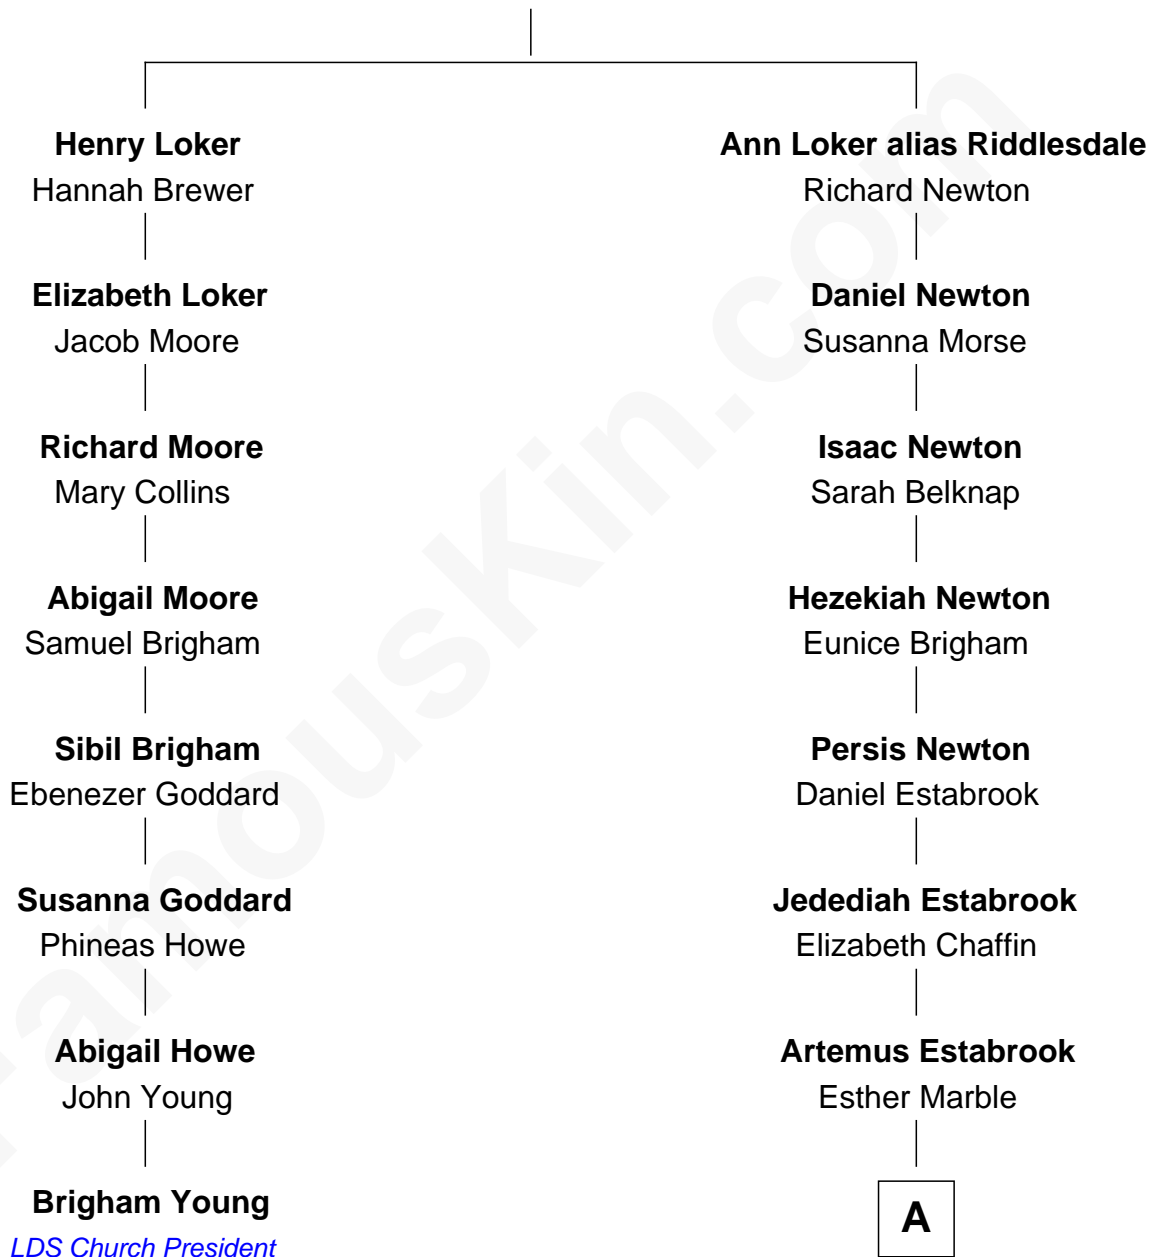 Henry Loker
Hannah Brewer
Elizabeth Loker
Jacob Moore
Richard Moore
Mary Collins
Abigail Moore
Samuel Brigham
Sibil Brigham
Ebenezer Goddard
Susanna Goddard
Phineas Howe
Abigail Howe
John Young
Brigham Young
LDS Church President
Ann Loker alias Riddlesdale
Richard Newton
Daniel Newton
Susanna Morse
Isaac Newton
Sarah Belknap
Hezekiah Newton
Eunice Brigham
Persis Newton
Daniel Estabrook
Jedediah Estabrook
Elizabeth Chaffin
Artemus Estabrook
Esther Marble
A
FamousKin.com